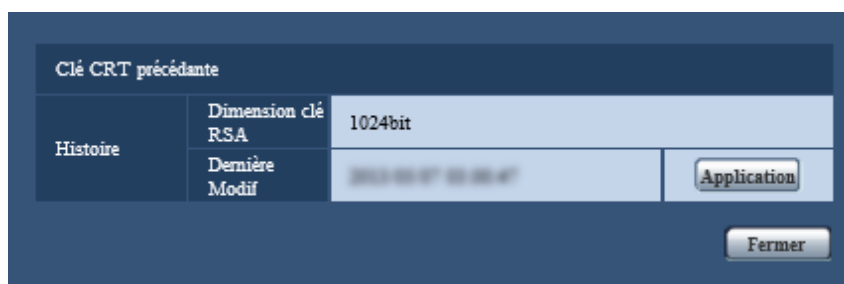 Clé CRT précédante
Histoire
Dimension clé
RSA
1024bit
Dernière
Modif
Application
Fermer